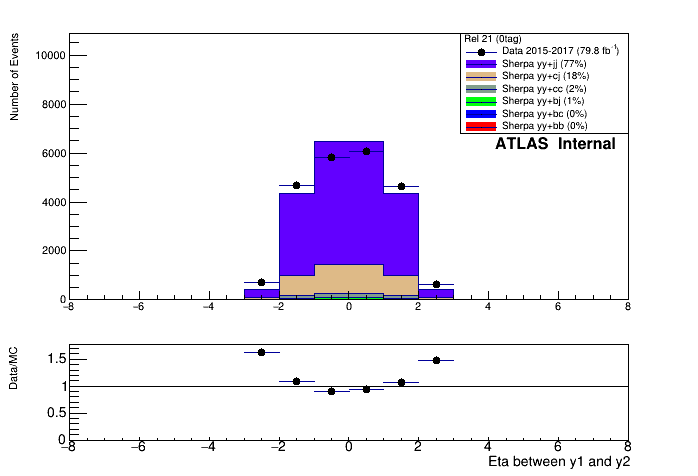 Rel 21 (0tag)
Data 2015-2017 (79.8 fb⁻¹)
Sherpa yy+jj (77%)
Sherpa yy+cj (18%)
Sherpa yy+cc (2%)
Sherpa yy+bj (1%)
Sherpa yy+bc (0%)
Sherpa yy+bb (0%)
ATLAS Internal
Number of Events
10000
8000
6000
4000
2000
0
−8 −6 −4 −2 0 2 4 6 8
Data/MC
1.5
1
0.5
0
−8 −6 −4 −2 0 2 4 6 8
Eta between y1 and y2